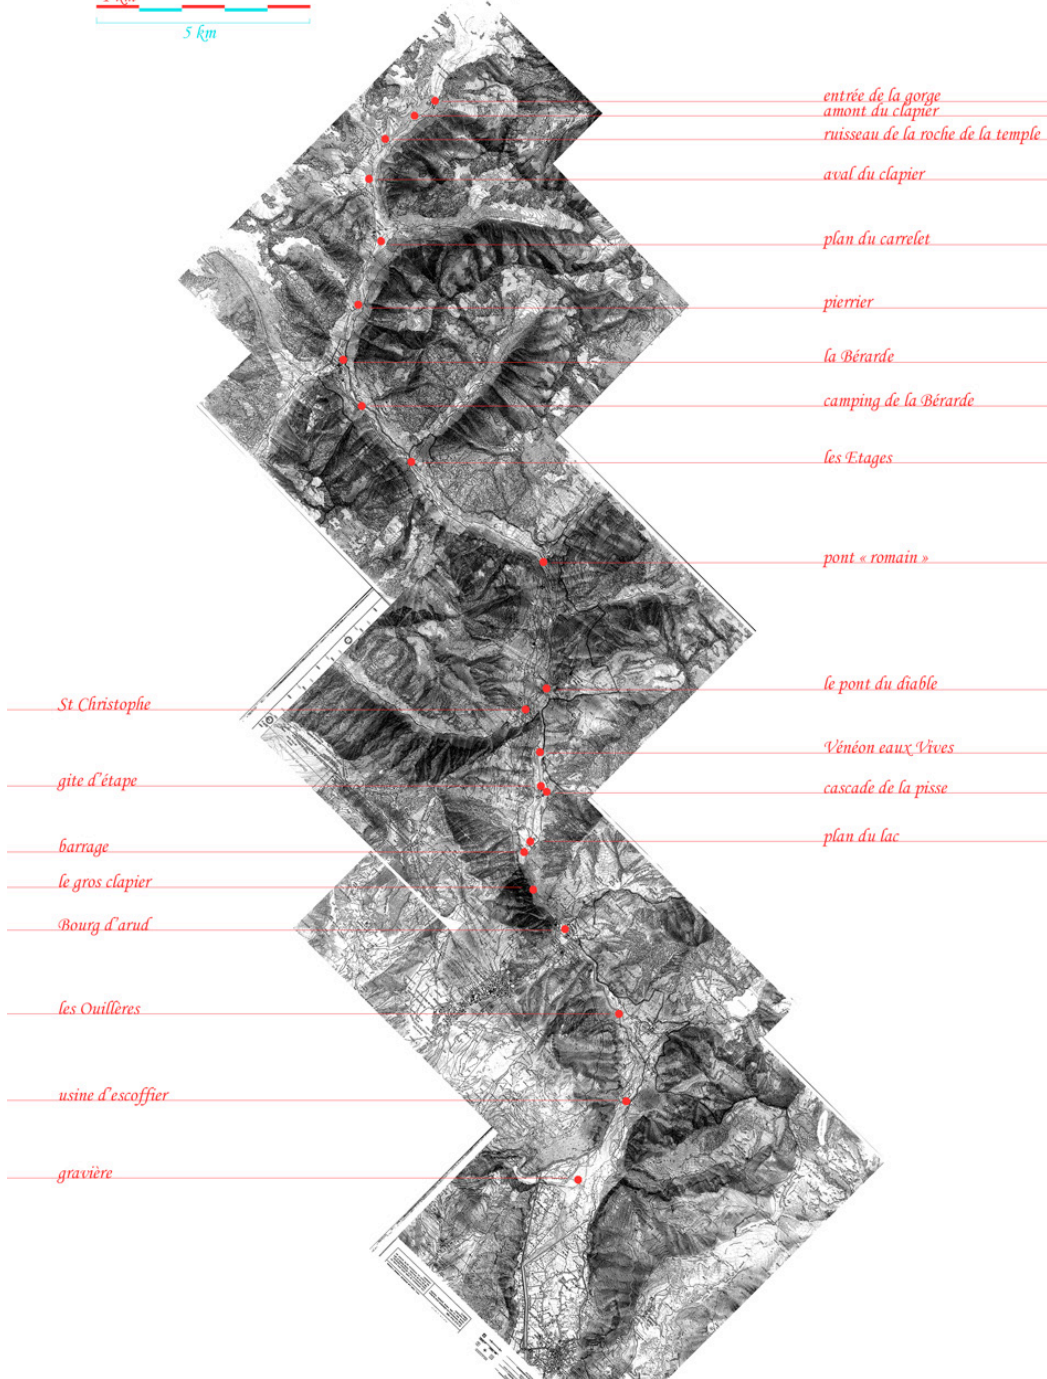 1 km
5 km
entrée de la gorge
amont du clapier
ruisseau de la roche de la temple
aval du clapier
plan du carrelet
pierrier
la Bérarde
camping de la Bérarde
les Etages
pont « romain »
le pont du diable
St Christophe
Vénéon eaux Vives
gite d'étape
cascade de la pisse
plan du lac
barrage
le gros clapier
Bourg d'arud
les Ouillères
usine d'escoffier
gravière